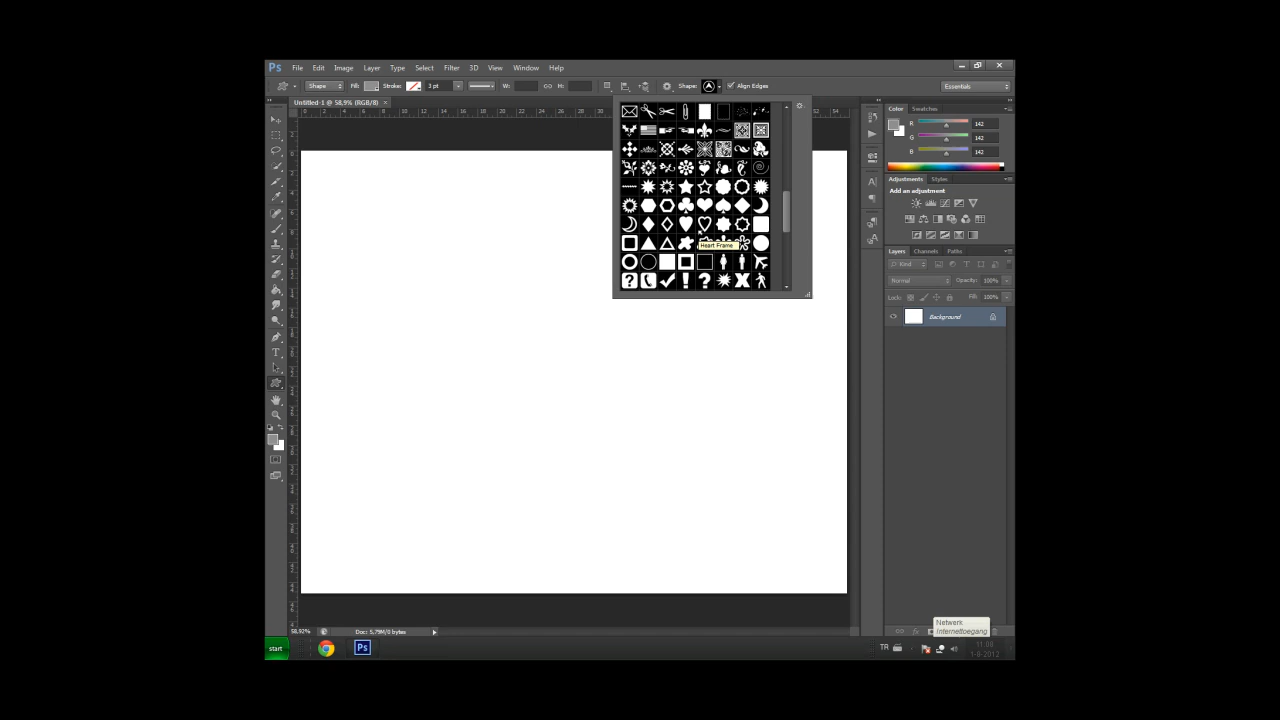 Ps File Edit Image Layer Type Select Filter 3D View Window Help
Shape Fill: Stroke: 3 pt W: H: Shape: Align Edges Essentials
Untitled-1 @ 58,9% (RGB/8) ×
Color Swatches
R 142
G 142
B 142
Adjustments Styles
Add an adjustment
Heart Frame
Layers Channels Paths
Kind
Normal Opacity: 100%
Lock: Fill: 100%
Background
58,92% Doc: 5,79M/0 bytes
Netwerk
Internettoegang
start Ps TR 11:08
1-8-2012